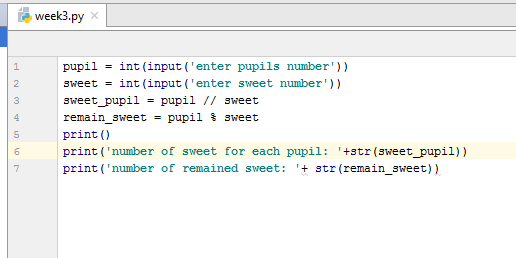 week3.py
1 pupil = int(input('enter pupils number'))
2 sweet = int(input('enter sweet number'))
3 sweet_pupil = pupil // sweet
4 remain_sweet = pupil % sweet
5 print()
6 print('number of sweet for each pupil: '+str(sweet_pupil))
7 print('number of remained sweet: '+ str(remain_sweet))